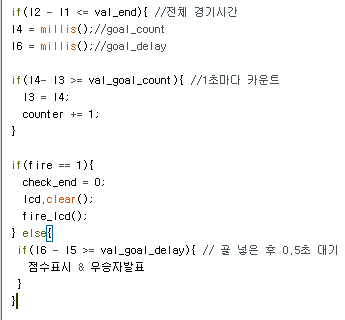 if(l2 - l1 <= val_end){ //전체 경기시간
l4 = millis();//goal_count
l6 = millis();//goal_delay
if(l4- l3 >= val_goal_count){ //1초마다 카운트
l3 = l4;
counter += 1;
}
if(fire == 1){
check_end = 0;
lcd.clear();
fire_lcd();
} else{
if(l6 - l5 >= val_goal_delay){ // 골 넣은 후 0.5초 대기
점수표시 & 우승자발표
}
}